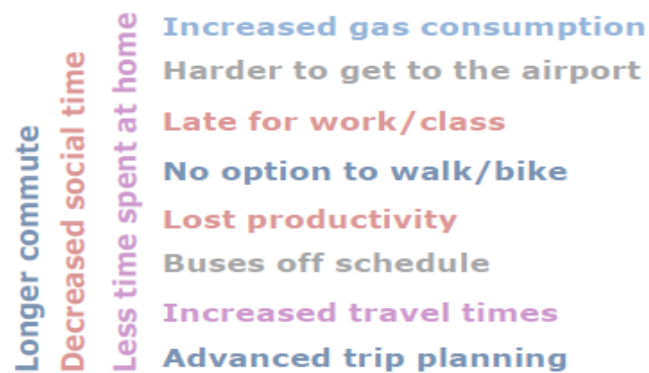 Longer commute
Decreased social time
Less time spent at home
Increased gas consumption
Harder to get to the airport
Late for work/class
No option to walk/bike
Lost productivity
Buses off schedule
Increased travel times
Advanced trip planning